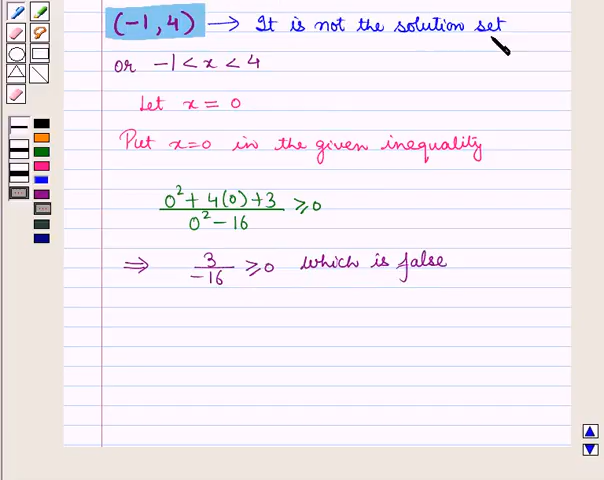 (-1, 4) → It is not the solution set
or -1 < x < 4
Let x = 0
Put x=0 in the given inequality
0² + 4(0) + 3 / 0² - 16 ≥ 0
⇒ 3 / -16 ≥ 0 which is false